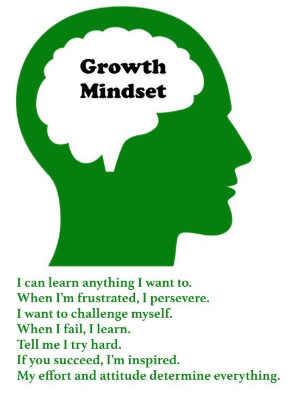 Growth
Mindset
I can learn anything I want to.
When I'm frustrated, I persevere.
I want to challenge myself.
When I fail, I learn.
Tell me I try hard.
If you succeed, I'm inspired.
My effort and attitude determine everything.